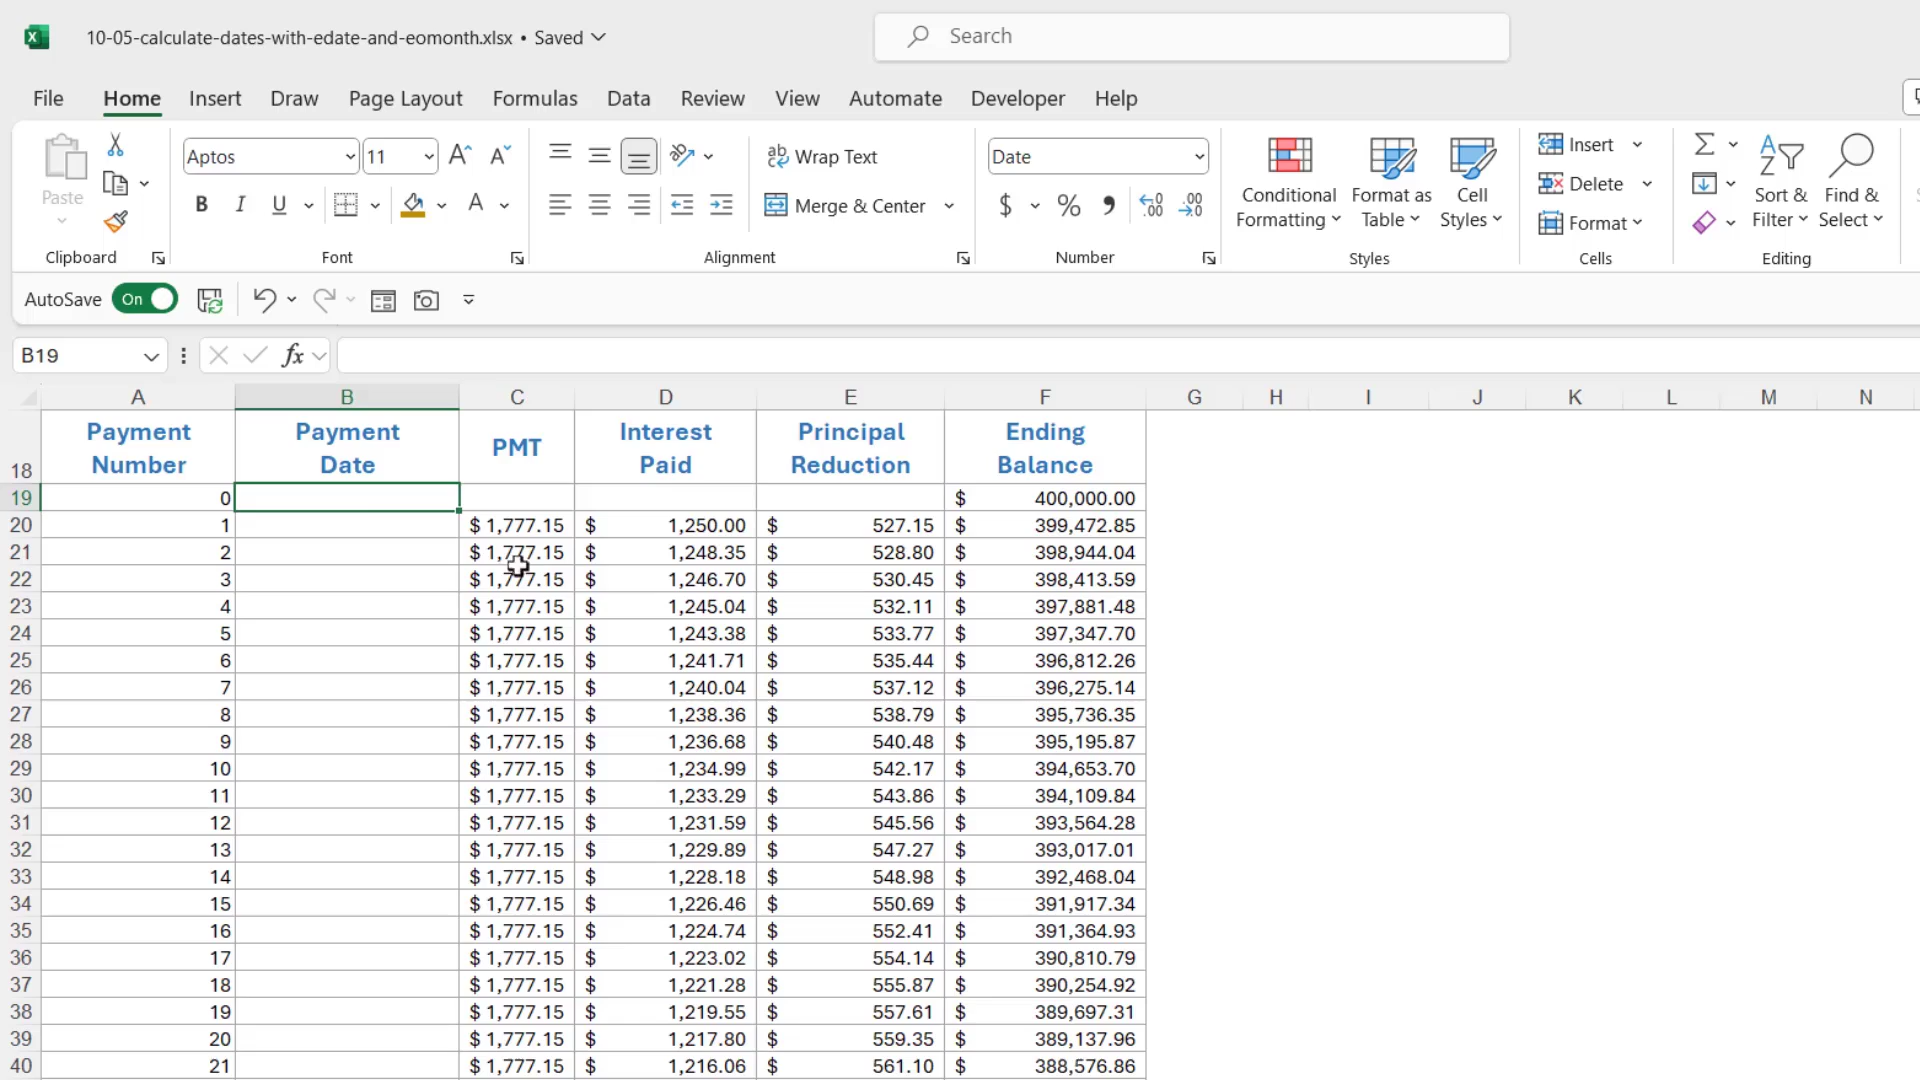 10-05-calculate-dates-with-edate-and-eomonth.xlsx • Saved
Search
File Home Insert Draw Page Layout Formulas Data Review View Automate Developer Help
Paste
Clipboard
Aptos 11
B I U A
Font
Wrap Text
Merge & Center
Alignment
Date
$ % 9 .00 .00
Number
Conditional Formatting
Format as Table
Cell Styles
Styles
Insert
Delete
Format
Cells
Sort & Filter
Find & Select
Editing
AutoSave On
B19 fx
A B C D E F G H I J K L M N
18 Payment Number Payment Date PMT Interest Paid Principal Reduction Ending Balance
19 0 $ 400,000.00
20 1 $ 1,777.15 $ 1,250.00 $ 527.15 $ 399,472.85
21 2 $ 1,777.15 $ 1,248.35 $ 528.80 $ 398,944.04
22 3 $ 1,777.15 $ 1,246.70 $ 530.45 $ 398,413.59
23 4 $ 1,777.15 $ 1,245.04 $ 532.11 $ 397,881.48
24 5 $ 1,777.15 $ 1,243.38 $ 533.77 $ 397,347.70
25 6 $ 1,777.15 $ 1,241.71 $ 535.44 $ 396,812.26
26 7 $ 1,777.15 $ 1,240.04 $ 537.12 $ 396,275.14
27 8 $ 1,777.15 $ 1,238.36 $ 538.79 $ 395,736.35
28 9 $ 1,777.15 $ 1,236.68 $ 540.48 $ 395,195.87
29 10 $ 1,777.15 $ 1,234.99 $ 542.17 $ 394,653.70
30 11 $ 1,777.15 $ 1,233.29 $ 543.86 $ 394,109.84
31 12 $ 1,777.15 $ 1,231.59 $ 545.56 $ 393,564.28
32 13 $ 1,777.15 $ 1,229.89 $ 547.27 $ 393,017.01
33 14 $ 1,777.15 $ 1,228.18 $ 548.98 $ 392,468.04
34 15 $ 1,777.15 $ 1,226.46 $ 550.69 $ 391,917.34
35 16 $ 1,777.15 $ 1,224.74 $ 552.41 $ 391,364.93
36 17 $ 1,777.15 $ 1,223.02 $ 554.14 $ 390,810.79
37 18 $ 1,777.15 $ 1,221.28 $ 555.87 $ 390,254.92
38 19 $ 1,777.15 $ 1,219.55 $ 557.61 $ 389,697.31
39 20 $ 1,777.15 $ 1,217.80 $ 559.35 $ 389,137.96
40 21 $ 1,777.15 $ 1,216.06 $ 561.10 $ 388,576.86